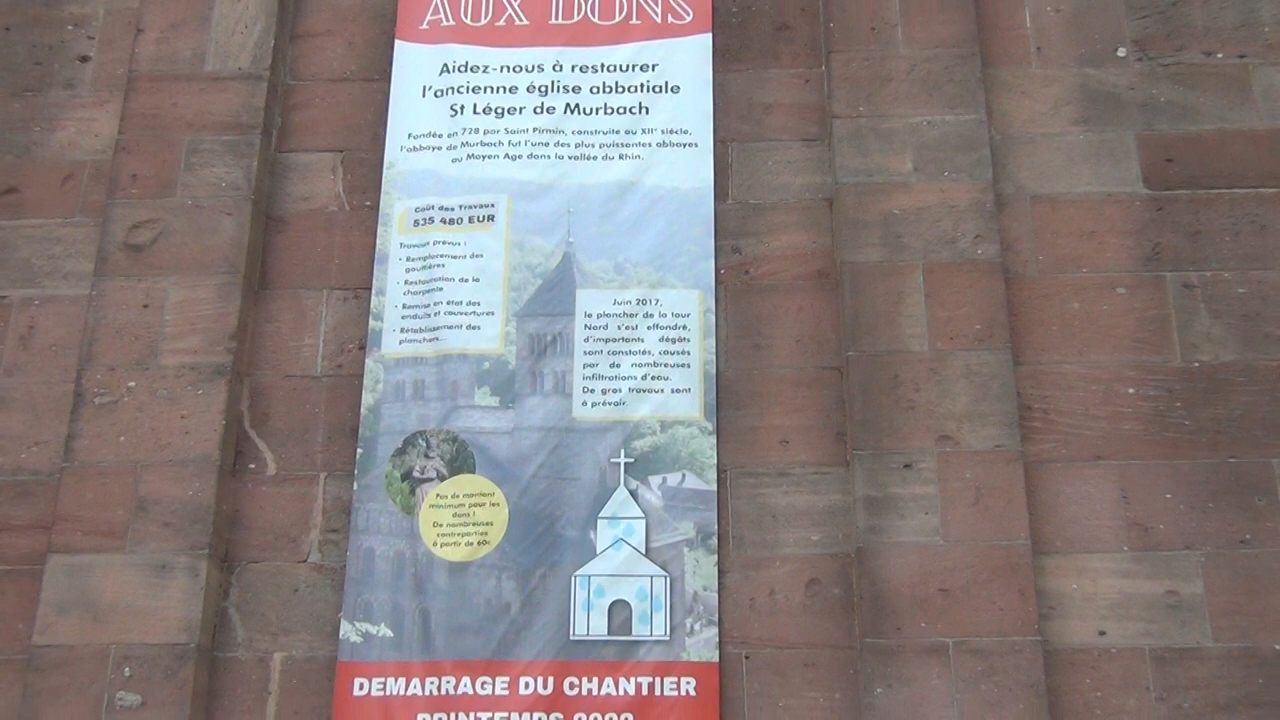 AUX DONS
Aidez-nous à restaurer
l'ancienne église abbatiale
St Léger de Murbach
Fondée en 728 par Saint Pirmin, construite au XIIe siècle,
l'abbaye de Murbach fut l'une des plus puissantes abbayes
au Moyen Age dans la vallée du Rhin.
Coût des Travaux
535 480 EUR
Travaux prévus :
• Remplacement des
gouttières
• Restauration de la
charpente
• Remise en état des
enduits et couvertures
• Rétablissement des
planchers...
Juin 2017,
le plancher de la tour
Nord s'est effondré,
d'importants dégâts
sont constatés, causés
par de nombreuses
infiltrations d'eau.
De gros travaux sont
à prévoir.
Pas de montant
minimum pour les
dons !
De nombreuses
contreparties
à partir de 60€
DEMARRAGE DU CHANTIER
PRINTEMPS